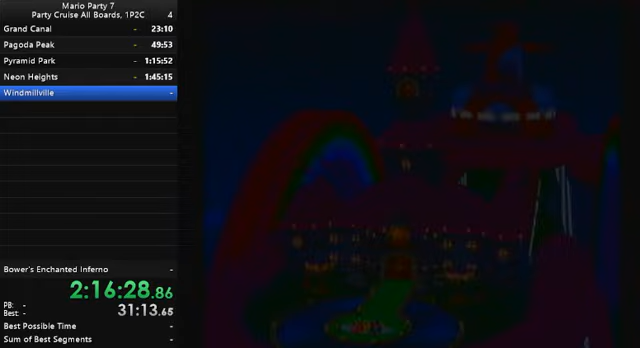 Mario Party 7
Party Cruise All Boards, 1P2C 4
Grand Canal - 23:10
Pagoda Peak - 49:53
Pyramid Park - 1:15:52
Neon Heights - 1:45:15
Windmillville -
Bower's Enchanted Inferno -
2:16:28.86
PB: -
Best: - 31:13.65
Best Possible Time -
Sum of Best Segments -